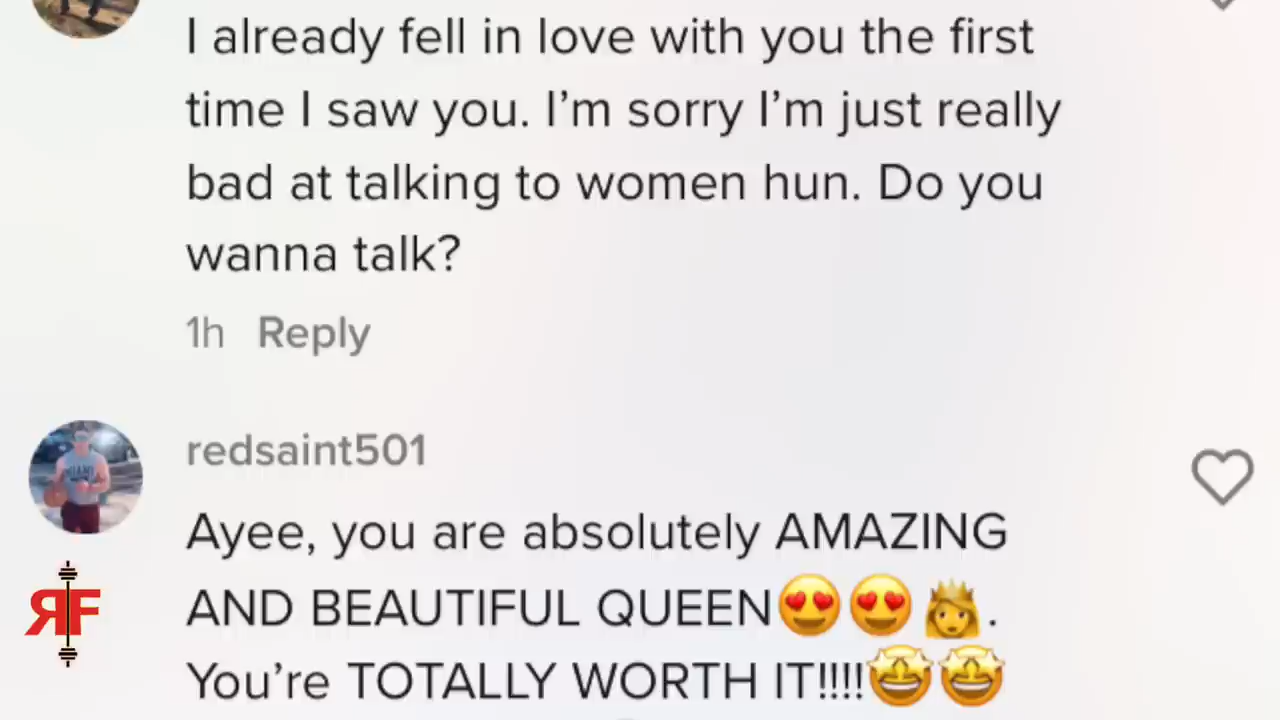 I already fell in love with you the first
time I saw you. I'm sorry I'm just really
bad at talking to women hun. Do you
wanna talk?
1h Reply
redsaint501
Ayee, you are absolutely AMAZING
AND BEAUTIFUL QUEEN😍😍👸.
You're TOTALLY WORTH IT!!!!🤩🤩
RF